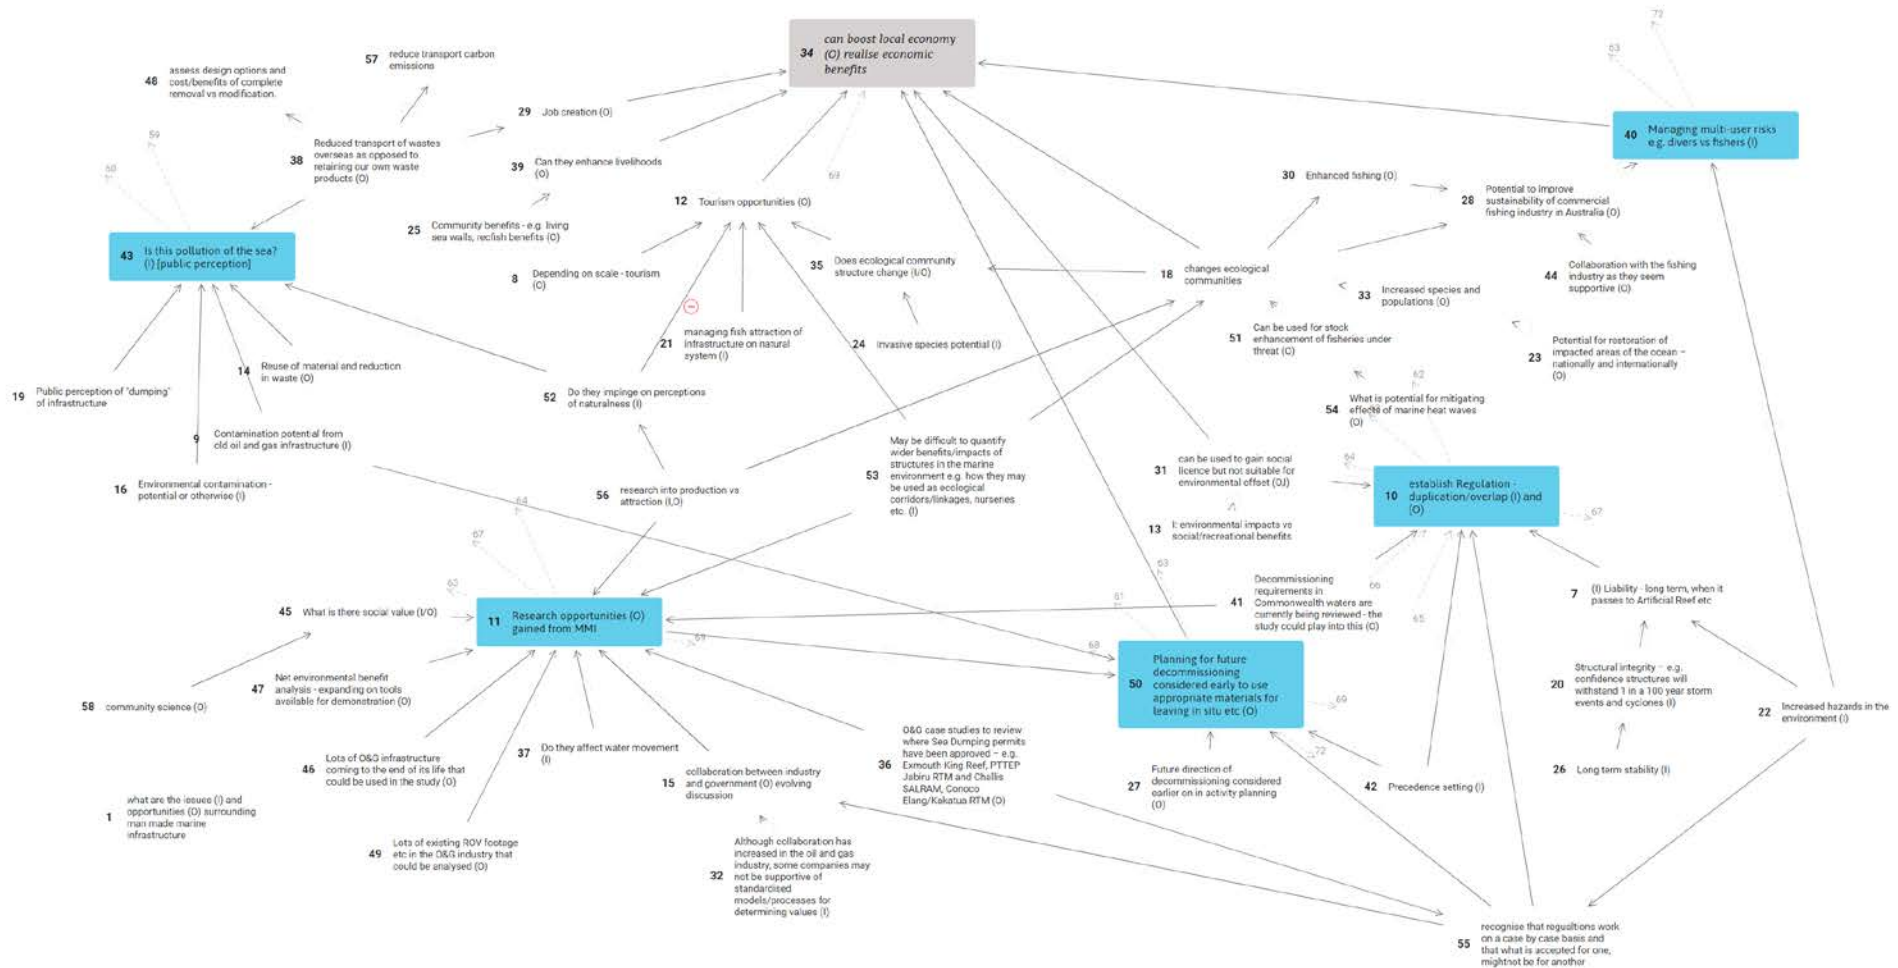 34 can boost local economy
(O) realise economic
benefits
72
63
40 Managing multi-user risks
e.g. divers vs fishers (I)
57 reduce transport carbon
emissions
48 assess design options and
cost/benefits of complete
removal vs modification.
29 Job creation (O)
59
60
38 Reduced transport of wastes
overseas as opposed to
retaining our own waste
products (O)
39 Can they enhance livelihoods
(O)
69
12 Tourism opportunities (O)
30 Enhanced fishing (O)
28 Potential to improve
sustainability of commercial
fishing industry in Australia (O)
25 Community benefits - e.g. living
sea walls, reefish benefits (O)
43 Is this pollution of the sea?
(I) [public perception]
8 Depending on scale - tourism
(O)
35 Does ecological community
structure change (I/O)
18 changes ecological
communities
44 Collaboration with the fishing
industry as they seem
supportive (O)
33 Increased species and
populations (O)
21 managing fish attraction of
infrastructure on natural
system (I)
24 Invasive species potential (I)
51 Can be used for stock
enhancement of fisheries under
threat (O)
23 Potential for restoration of
impacted areas of the ocean –
nationally and internationally
(O)
14 Reuse of material and reduction
in waste (O)
19 Public perception of "dumping"
of infrastructure
52 Do they impinge on perceptions
of naturalness (I)
62
54 What is potential for mitigating
effects of marine heat waves
(O)
9 Contamination potential from
old oil and gas infrastructure (I)
53 May be difficult to quantify
wider benefits/impacts of
structures in the marine
environment e.g. how they may
be used as ecological
corridors/linkages, nurseries
etc. (I)
31 can be used to gain social
licence but not suitable for
environmental offset (OJ)
64
10 establish Regulation -
duplication/overlap (I) and
(O)
67
16 Environmental contamination -
potential or otherwise (I)
56 research into production vs
attraction (I,O)
64
67
13 I: environmental impacts vs
social/recreational benefits
63
63
61
41 Decommissioning
requirements in
Commonwealth waters are
currently being reviewed - the
study could play into this (O)
66
65
7 (I) Liability - long term, when it
passes to Artificial Reef etc
45 What is there social value (I/O)
11 Research opportunities (O)
gained from MMI
69
68
50 Planning for future
decommissioning
considered early to use
appropriate materials for
leaving in situ etc (O)
69
72
20 Structural integrity – e.g.
confidence structures will
withstand 1 in a 100 year storm
events and cyclones (I)
22 Increased hazards in the
environment (I)
47 Net environmental benefit
analysis - expanding on tools
available for demonstration (O)
58 community science (O)
46 Lots of O&G infrastructure
coming to the end of its life that
could be used in the study (O)
37 Do they affect water movement
(I)
15 collaboration between industry
and government (O) evolving
discussion
36 O&G case studies to review
where Sea Dumping permits
have been approved – e.g.
Exmouth King Reef, PTTEP
Jabiru RTM and Challis
SALRAM, Conoco
Elang/Kakatua RTM (O)
27 Future direction of
decommissioning considered
earlier on in activity planning
(O)
42 Precedence setting (I)
26 Long term stability (I)
1 what are the issues (I) and
opportunities (O) surrounding
man made marine
infrastructure
49 Lots of existing ROV footage
etc in the O&G industry that
could be analysed (O)
32 Although collaboration has
increased in the oil and gas
industry, some companies may
not be supportive of
standardised
models/processes for
determining values (I)
55 recognise that regualtions work
on a case by case basis and
that what is accepted for one,
mightnot be for another